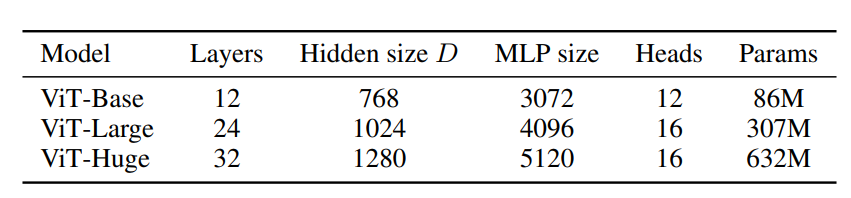 Model Layers Hidden size D MLP size Heads Params
ViT-Base 12 768 3072 12 86M
ViT-Large 24 1024 4096 16 307M
ViT-Huge 32 1280 5120 16 632M